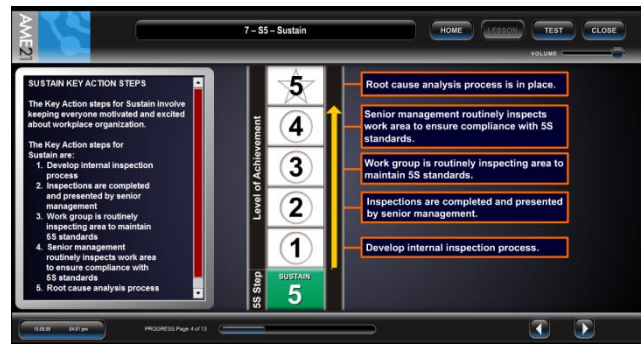 AME21
7 – S5 – Sustain
HOME
LESSON
TEST
CLOSE
VOLUME
SUSTAIN KEY ACTION STEPS
The Key Action steps for Sustain involve
keeping everyone motivated and excited
about workplace organization.
The Key Action steps for
Sustain are:
1. Develop internal inspection
process
2. Inspections are completed
and presented by senior
management
3. Work group is routinely
inspecting area to maintain
5S standards
4. Senior management
routinely inspects work area
to ensure compliance with
5S standards
5. Root cause analysis process
Level of Achievement
5
4
3
2
1
5S Step
SUSTAIN
5
Root cause analysis process is in place.
Senior management routinely inspects
work area to ensure compliance with 5S
standards.
Work group is routinely inspecting area to
maintain 5S standards.
Inspections are completed and presented
by senior management.
Develop internal inspection process.
04:01 pm
PROGRESS Page 4 of 13